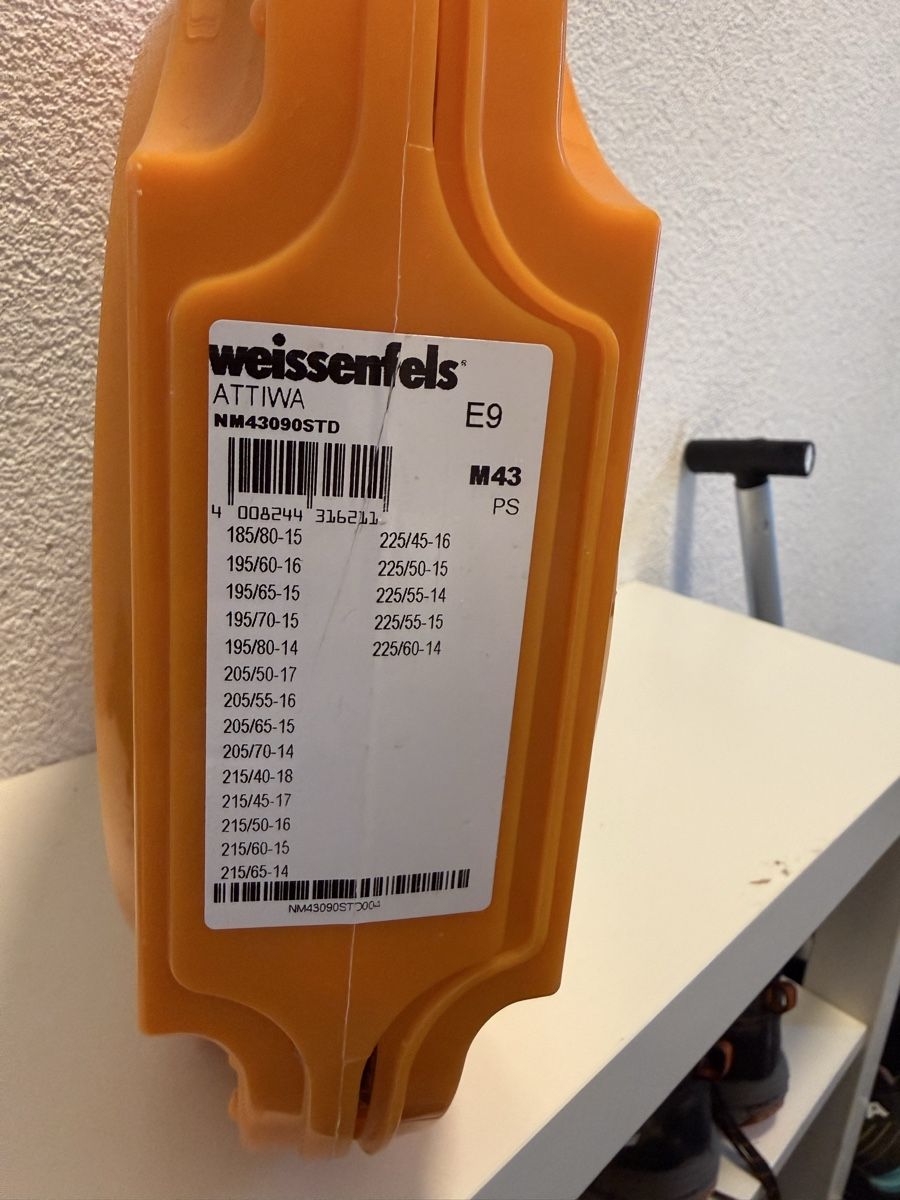 weissenfels®
ATTIWA
E9
NM43090STD
M43
PS
4 008244 316211
185/80-15
195/60-16
195/65-15
195/70-15
195/80-14
205/50-17
205/55-16
205/65-15
205/70-14
215/40-18
215/45-17
215/50-16
215/60-15
215/65-14
225/45-16
225/50-15
225/55-14
225/55-15
225/60-14
NM43090STD004